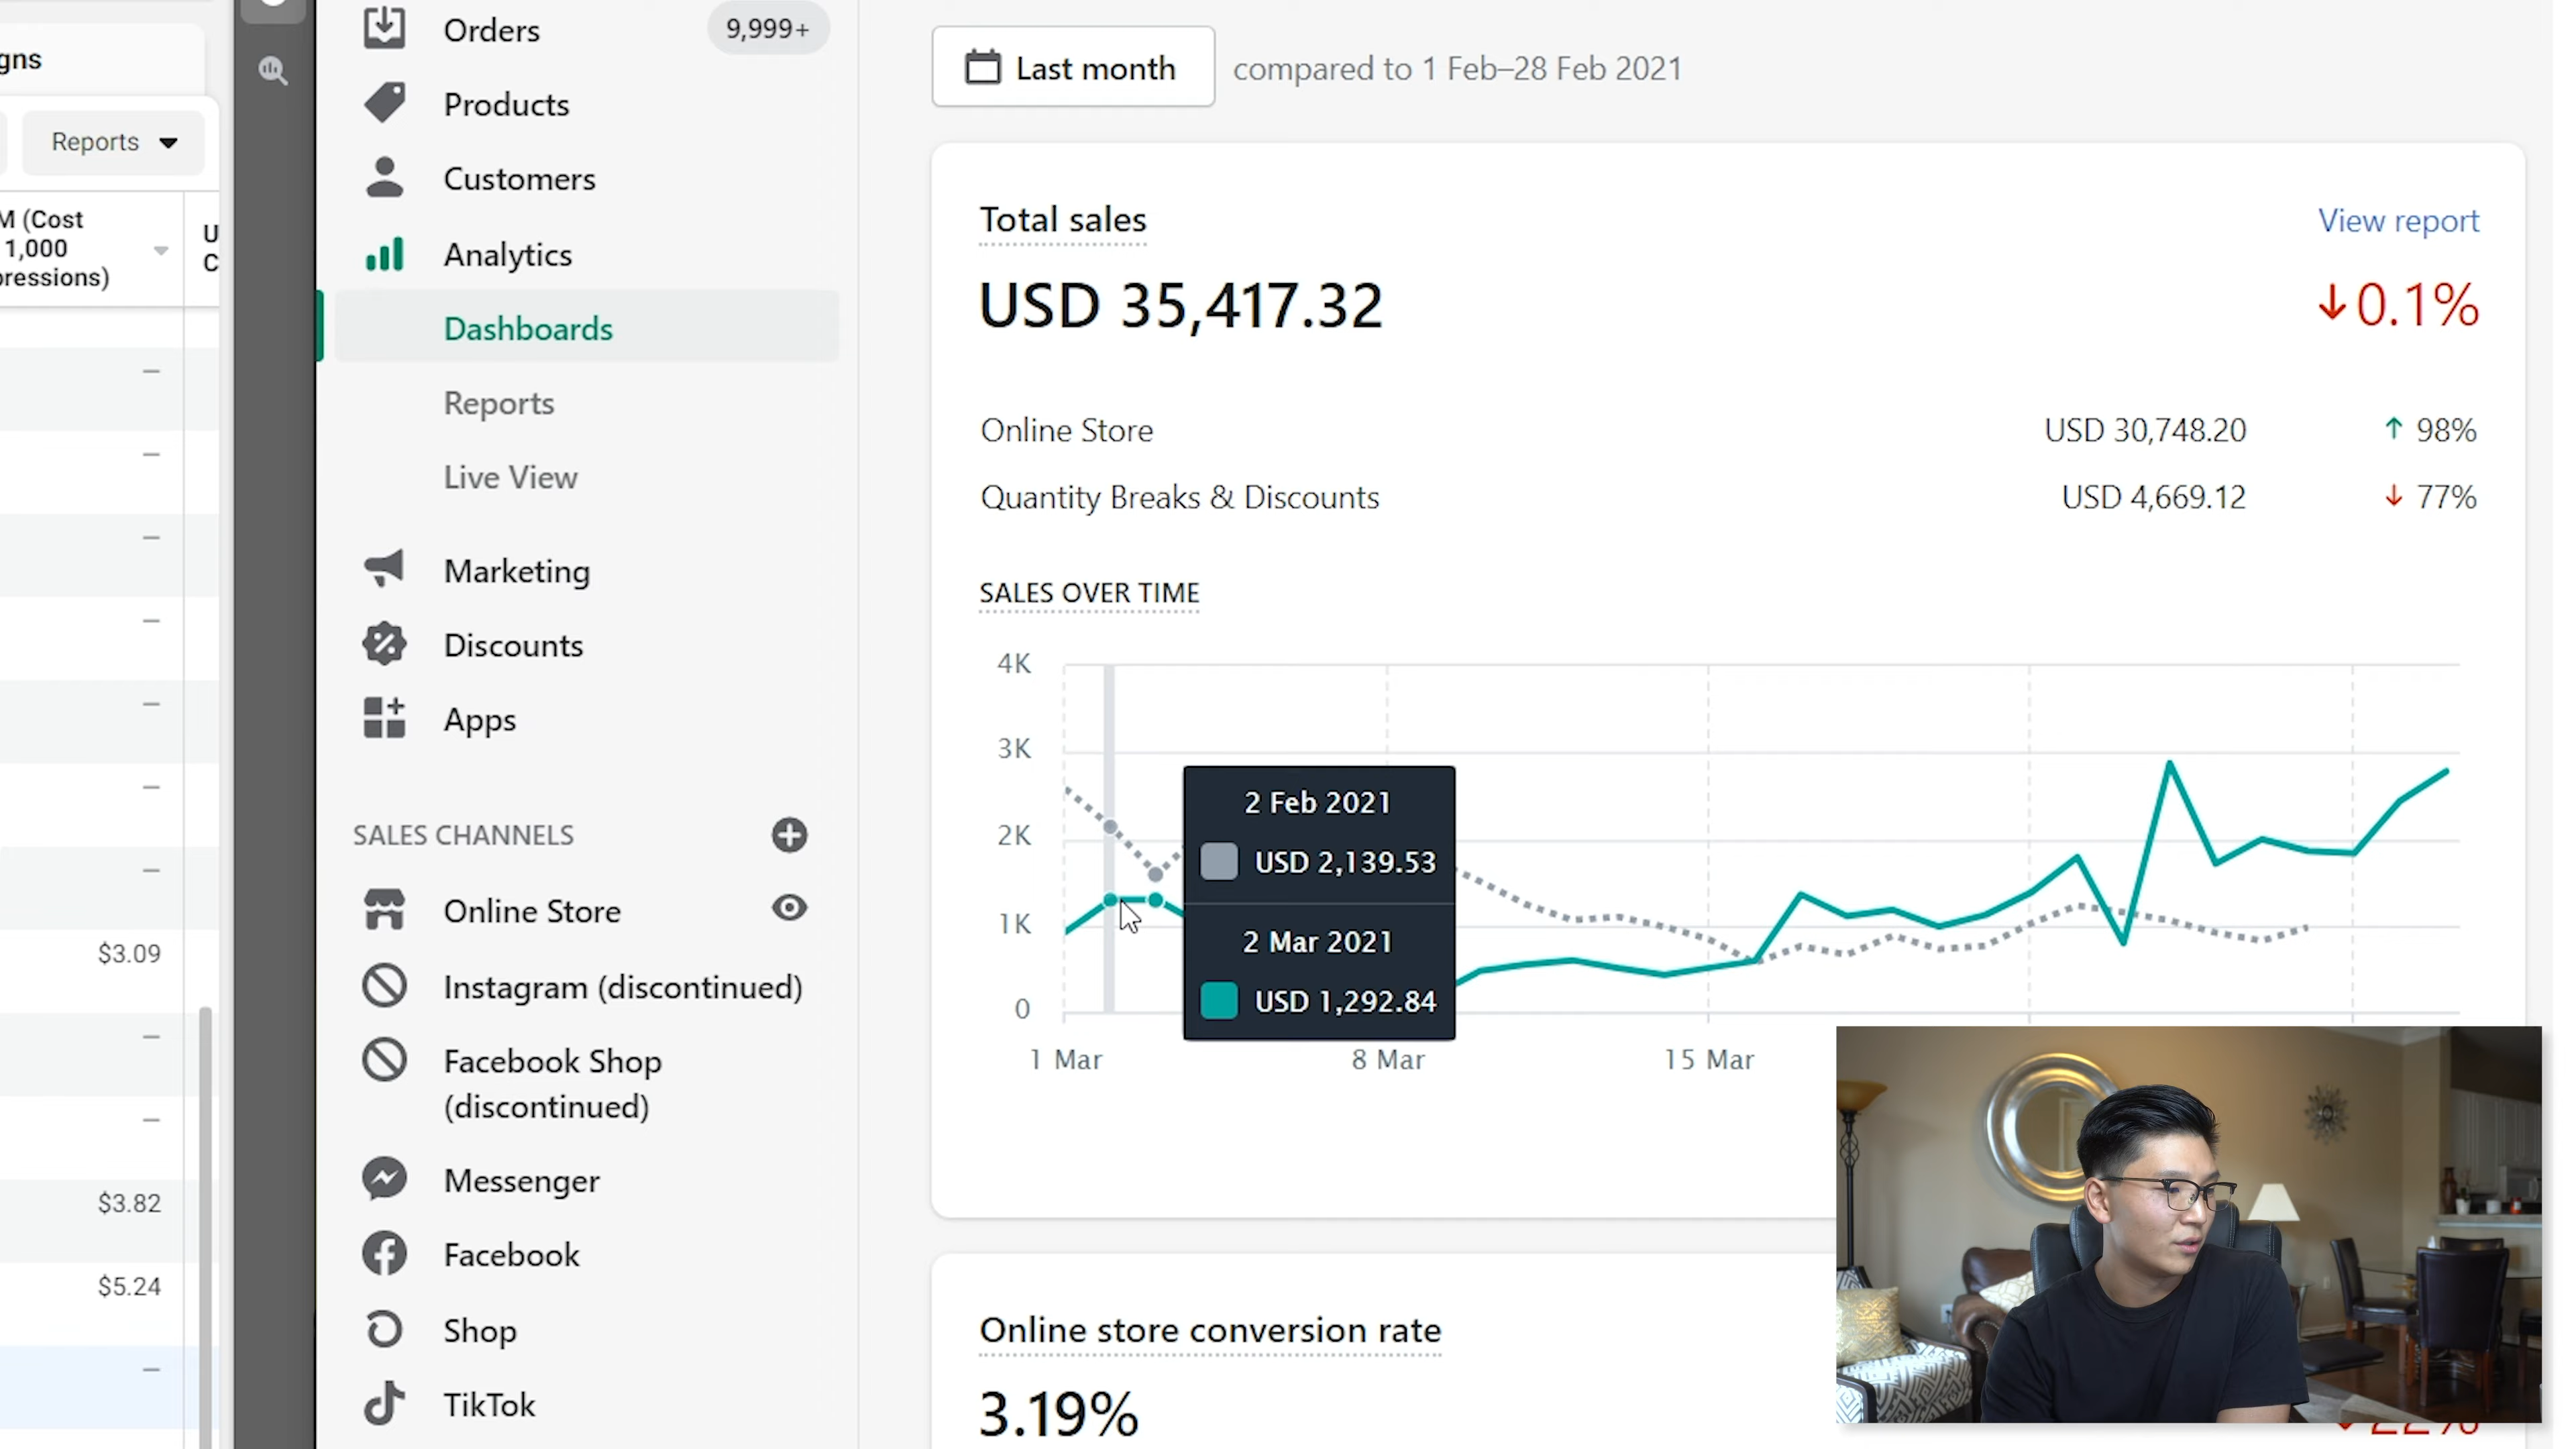 gns
Reports
M (Cost
1,000
pressions)
U
C
$3.09
$3.82
$5.24
Orders
9,999+
Products
Customers
Analytics
Dashboards
Reports
Live View
Marketing
Discounts
Apps
SALES CHANNELS
Online Store
Instagram (discontinued)
Facebook Shop
(discontinued)
Messenger
Facebook
Shop
TikTok
Last month compared to 1 Feb–28 Feb 2021
Total sales
View report
USD 35,417.32
↓0.1%
Online Store USD 30,748.20 ↑ 98%
Quantity Breaks & Discounts USD 4,669.12 ↓ 77%
SALES OVER TIME
4K
3K
2K
1K
0
2 Feb 2021
USD 2,139.53
2 Mar 2021
USD 1,292.84
1 Mar 8 Mar 15 Mar
Online store conversion rate
3.19%